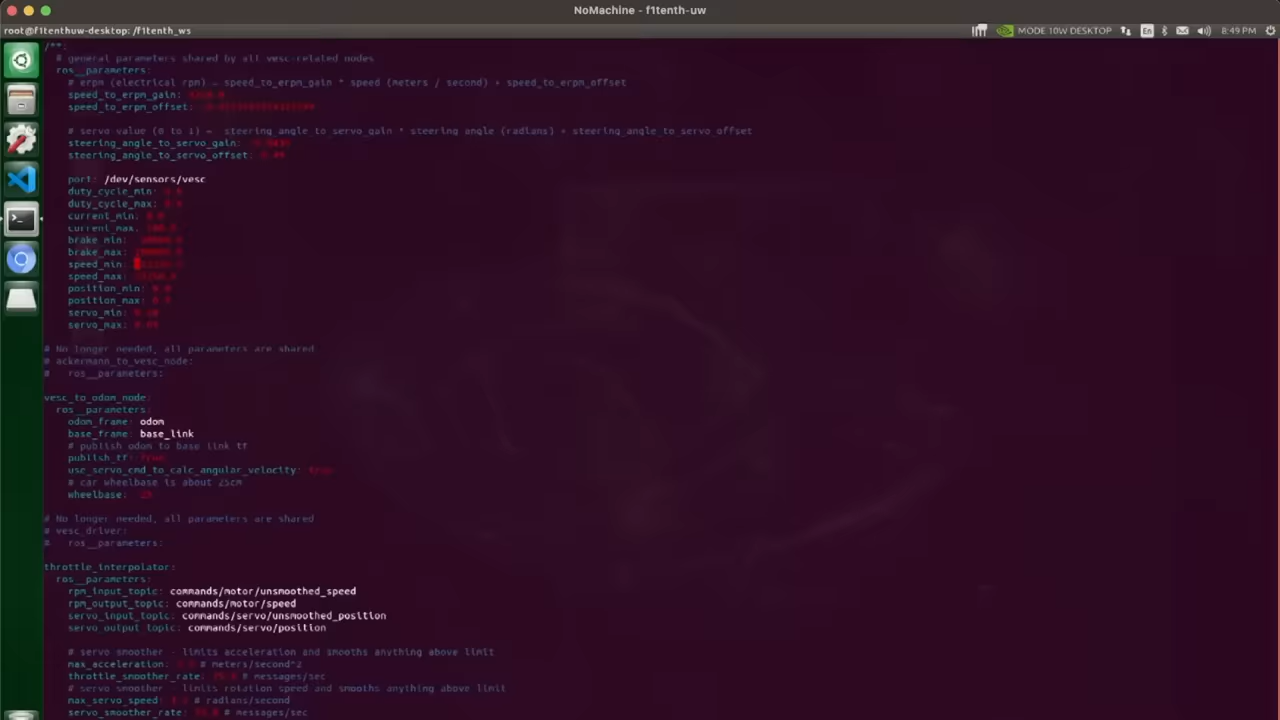 NoMachine - f1tenth-uw
root@f1tenthuw-desktop: /f1tenth_ws
MODE 10W DESKTOP En 8:49 PM
/**:
# general parameters shared by all vesc-related nodes
ros__parameters:
# erpm (electrical rpm) = speed_to_erpm_gain * speed (meters / second) + speed_to_erpm_offset
speed_to_erpm_gain:
speed_to_erpm_offset:
# servo value (0 to 1) = steering_angle_to_servo_gain * steering angle (radians) + steering_angle_to_servo_offset
steering_angle_to_servo_gain:
steering_angle_to_servo_offset:
port: /dev/sensors/vesc
duty_cycle_min:
duty_cycle_max:
current_min:
current_max:
brake_min:
brake_max:
speed_min:
speed_max:
position_min:
position_max:
servo_min:
servo_max:
# No longer needed, all parameters are shared
# ackermann_to_vesc_node:
#   ros__parameters:
vesc_to_odom_node:
ros__parameters:
odom_frame: odom
base_frame: base_link
# publish odom to base link tf
publish_tf: true
use_servo_cmd_to_calc_angular_velocity: true
# car wheelbase is about 25cm
wheelbase:
# No longer needed, all parameters are shared
# vesc_driver:
#   ros__parameters:
throttle_interpolator:
ros__parameters:
rpm_input_topic: commands/motor/unsmoothed_speed
rpm_output_topic: commands/motor/speed
servo_input_topic: commands/servo/unsmoothed_position
servo_output_topic: commands/servo/position
# servo smoother - limits acceleration and smooths anything above limit
max_acceleration: # meters/second^2
throttle_smoother_rate: # messages/sec
# servo smoother - limits rotation speed and smooths anything above limit
max_servo_speed: # radians/second
servo_smoother_rate: # messages/sec